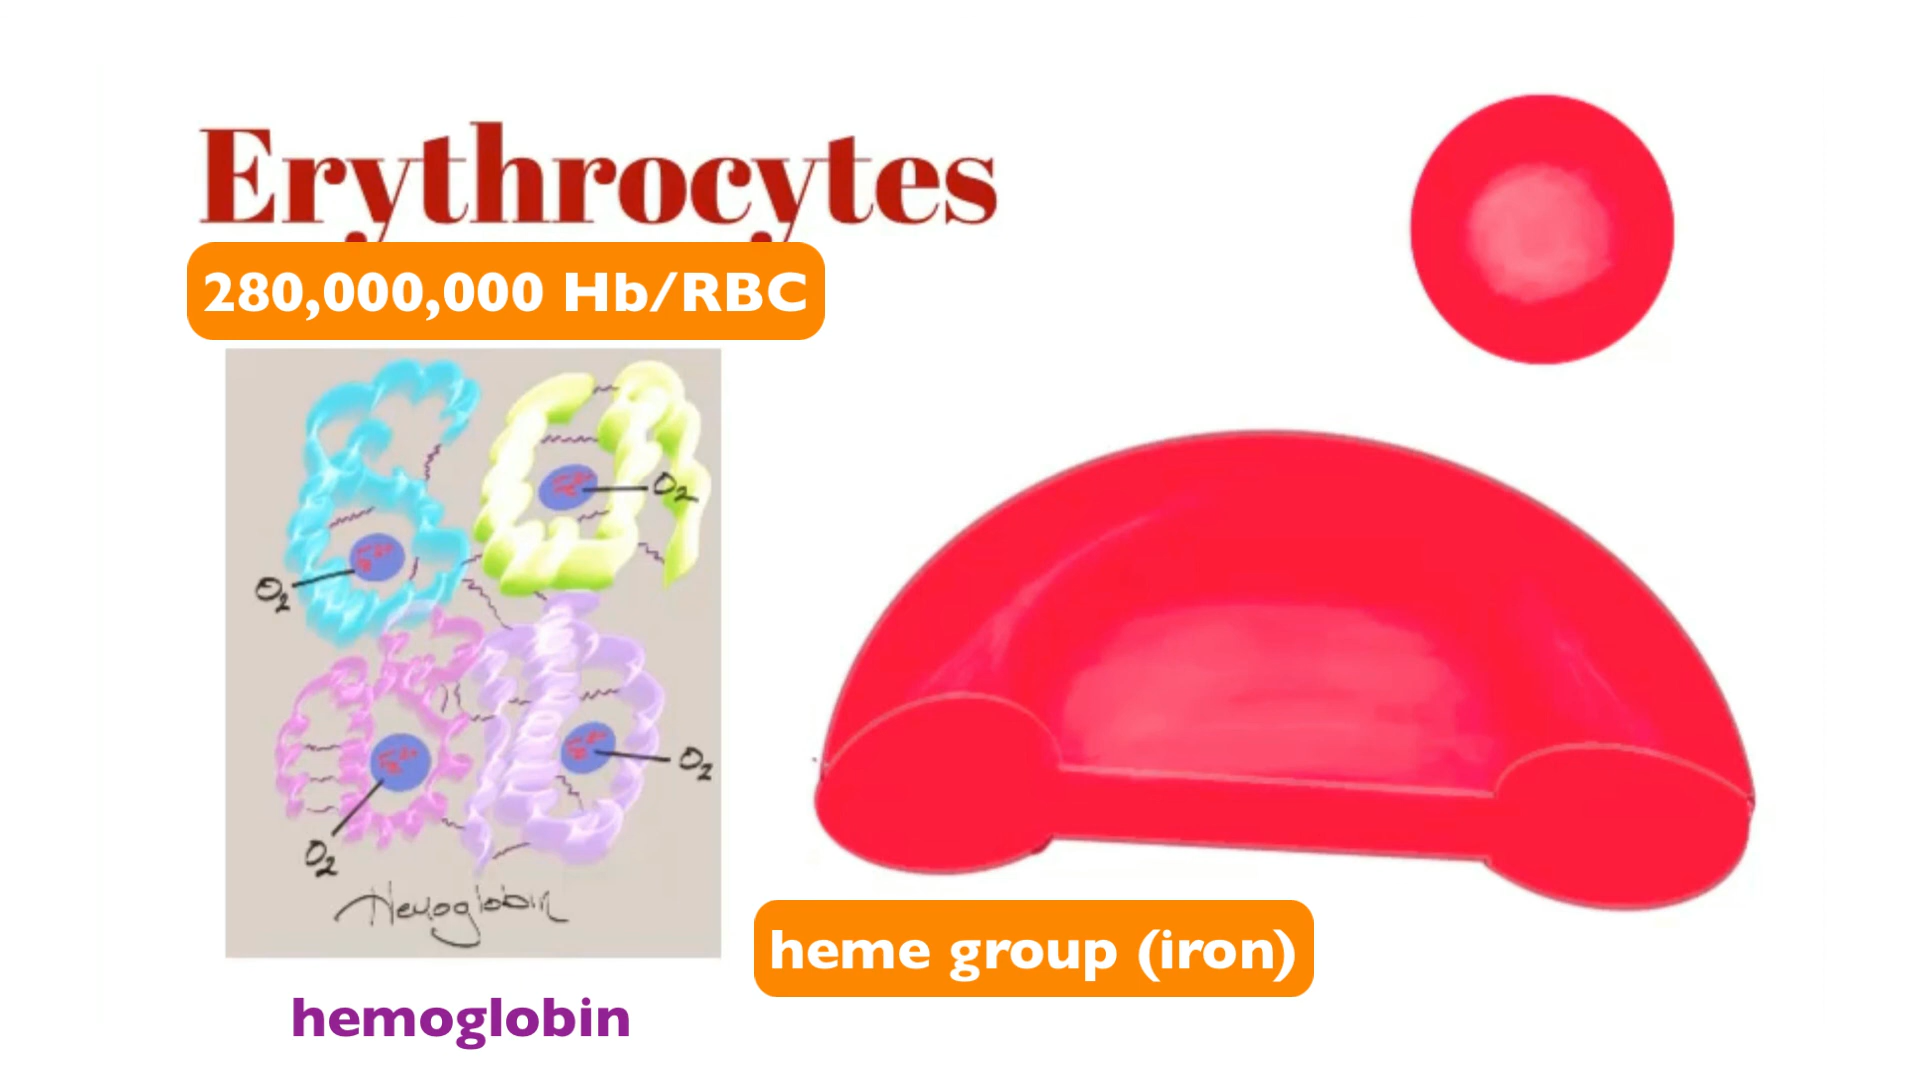 Erythrocytes
280,000,000 Hb/RBC
O2
O2
O2
O2
Hemoglobin
heme group (iron)
hemoglobin